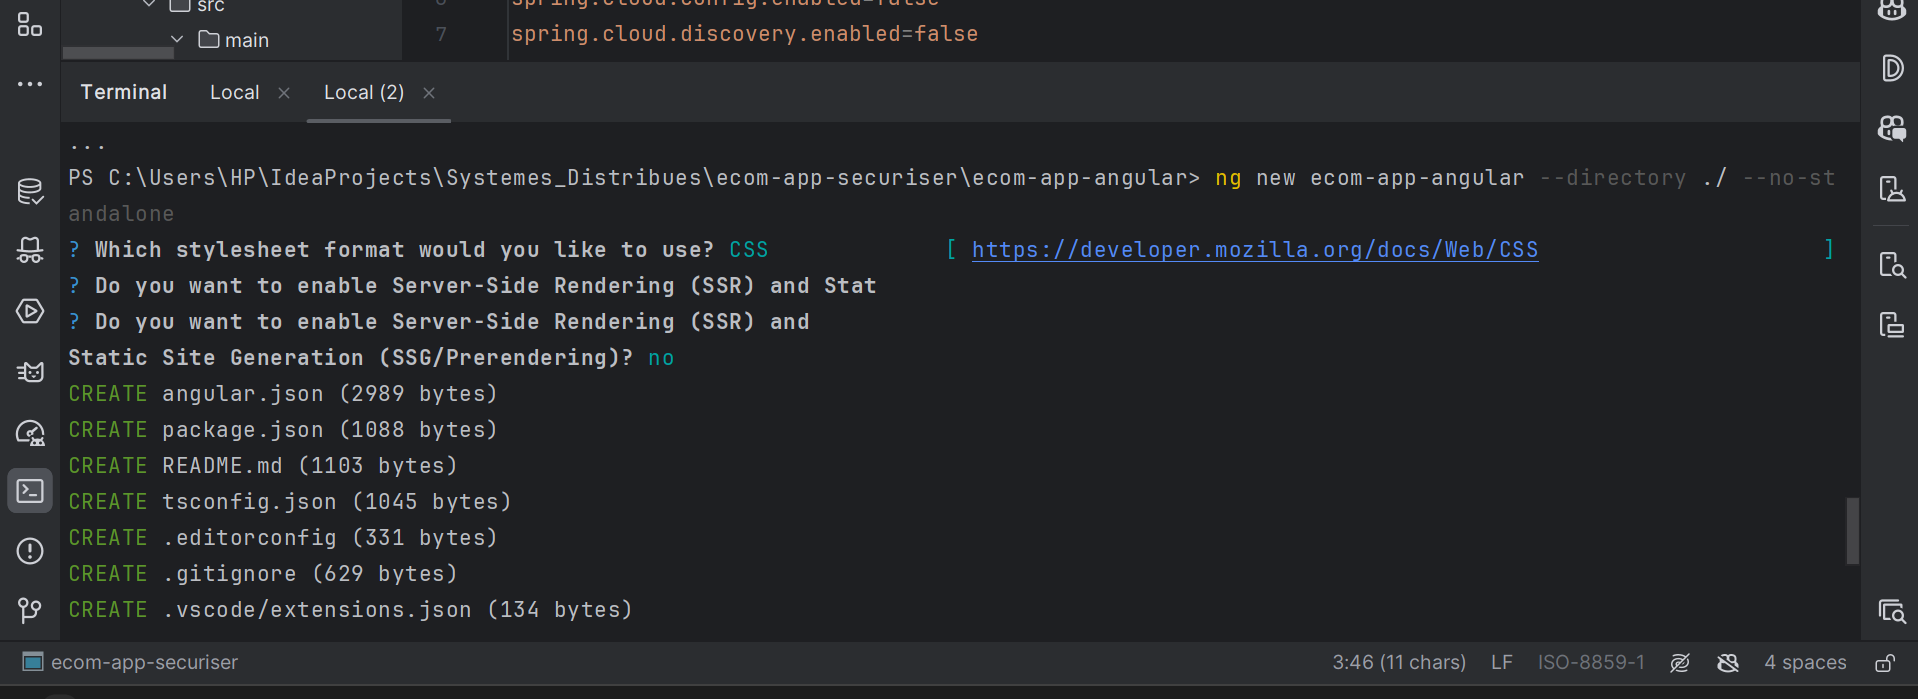 src
main
6 spring.cloud.config.enabled=false
7 spring.cloud.discovery.enabled=false
Terminal Local Local (2)
...
PS C:\Users\HP\IdeaProjects\Systemes_Distribues\ecom-app-securiser\ecom-app-angular> ng new ecom-app-angular --directory ./ --no-st
andalone
? Which stylesheet format would you like to use? CSS [ https://developer.mozilla.org/docs/Web/CSS ]
? Do you want to enable Server-Side Rendering (SSR) and Stat
? Do you want to enable Server-Side Rendering (SSR) and
Static Site Generation (SSG/Prerendering)? no
CREATE angular.json (2989 bytes)
CREATE package.json (1088 bytes)
CREATE README.md (1103 bytes)
CREATE tsconfig.json (1045 bytes)
CREATE .editorconfig (331 bytes)
CREATE .gitignore (629 bytes)
CREATE .vscode/extensions.json (134 bytes)
ecom-app-securiser 3:46 (11 chars) LF ISO-8859-1 4 spaces